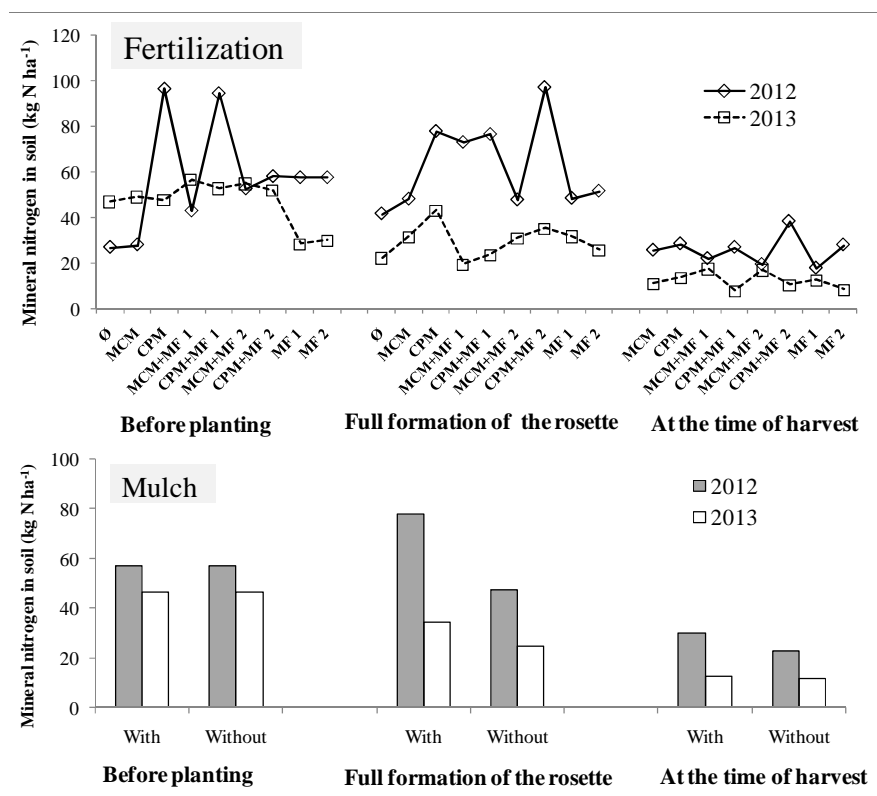 120
100
80
60
40
20
0
Mineral nitrogen in soil (kg N ha-1)
Fertilization
2012
2013
Ø
MCM
CPM
MCM+MF 1
CPM+MF 1
MCM+MF 2
CPM+MF 2
MF 1
MF 2
Ø
MCM
CPM
MCM+MF 1
CPM+MF 1
MCM+MF 2
CPM+MF 2
MF 1
MF 2
MCM
CPM
MCM+MF 1
CPM+MF 1
MCM+MF 2
CPM+MF 2
MF 1
MF 2
Before planting
Full formation of the rosette
At the time of harvest
100
80
60
40
20
0
Mineral nitrogen in soil (kg N ha-1)
Mulch
2012
2013
With
Without
With
Without
With
Without
Before planting
Full formation of the rosette
At the time of harvest